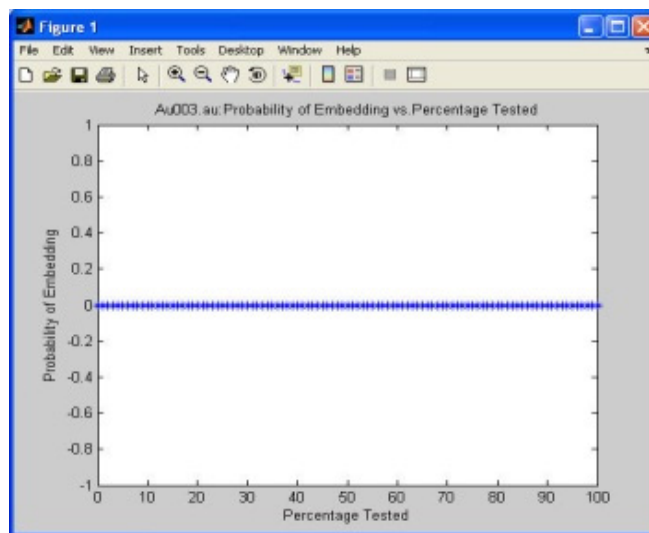 Figure 1
File Edit View Insert Tools Desktop Window Help
Au003.au:Probability of Embedding vs.Percentage Tested
1
0.8
0.6
0.4
0.2
0
-0.2
-0.4
-0.6
-0.8
-1
Probability of Embedding
0 10 20 30 40 50 60 70 80 90 100
Percentage Tested